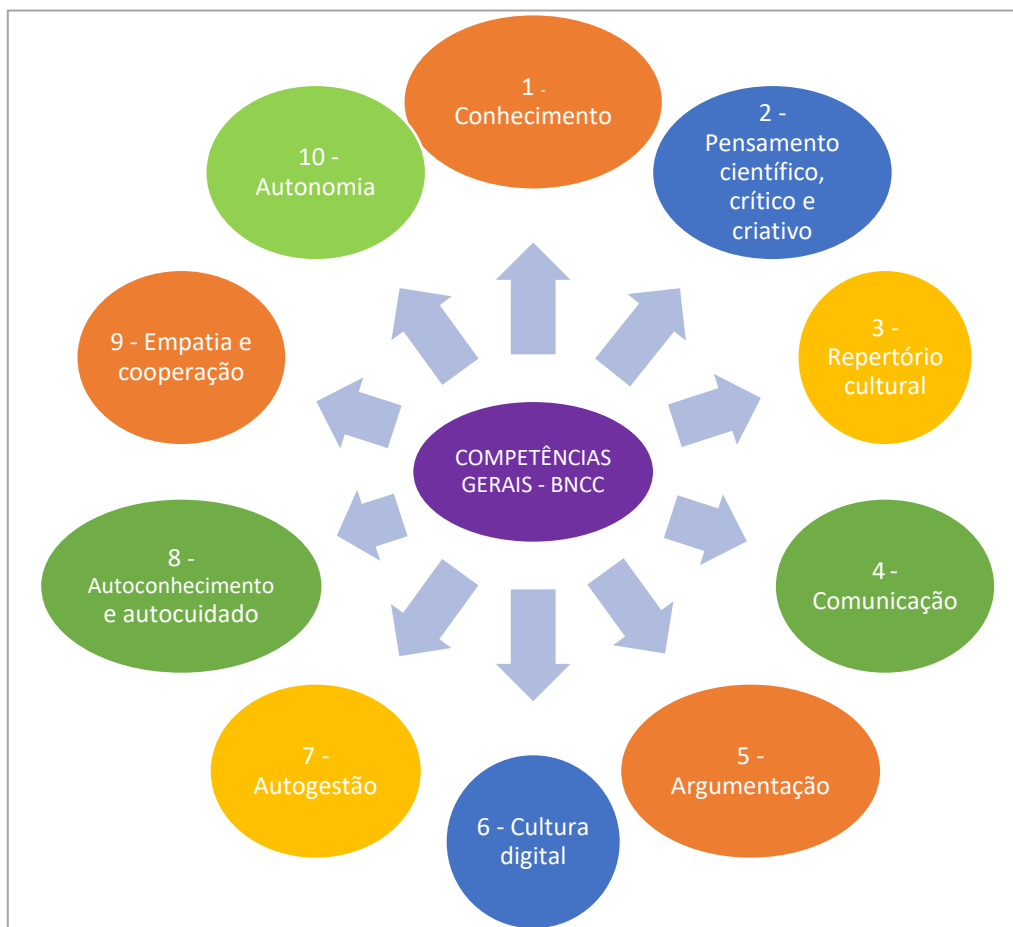 1 -
Conhecimento
2 -
Pensamento
científico,
crítico e
criativo
3 -
Repertório
cultural
4 -
Comunicação
5 -
Argumentação
6 - Cultura
digital
7 -
Autogestão
8 -
Autoconhecimento
e autocuidado
9 - Empatia e
cooperação
10 -
Autonomia
COMPETÊNCIAS
GERAIS - BNCC